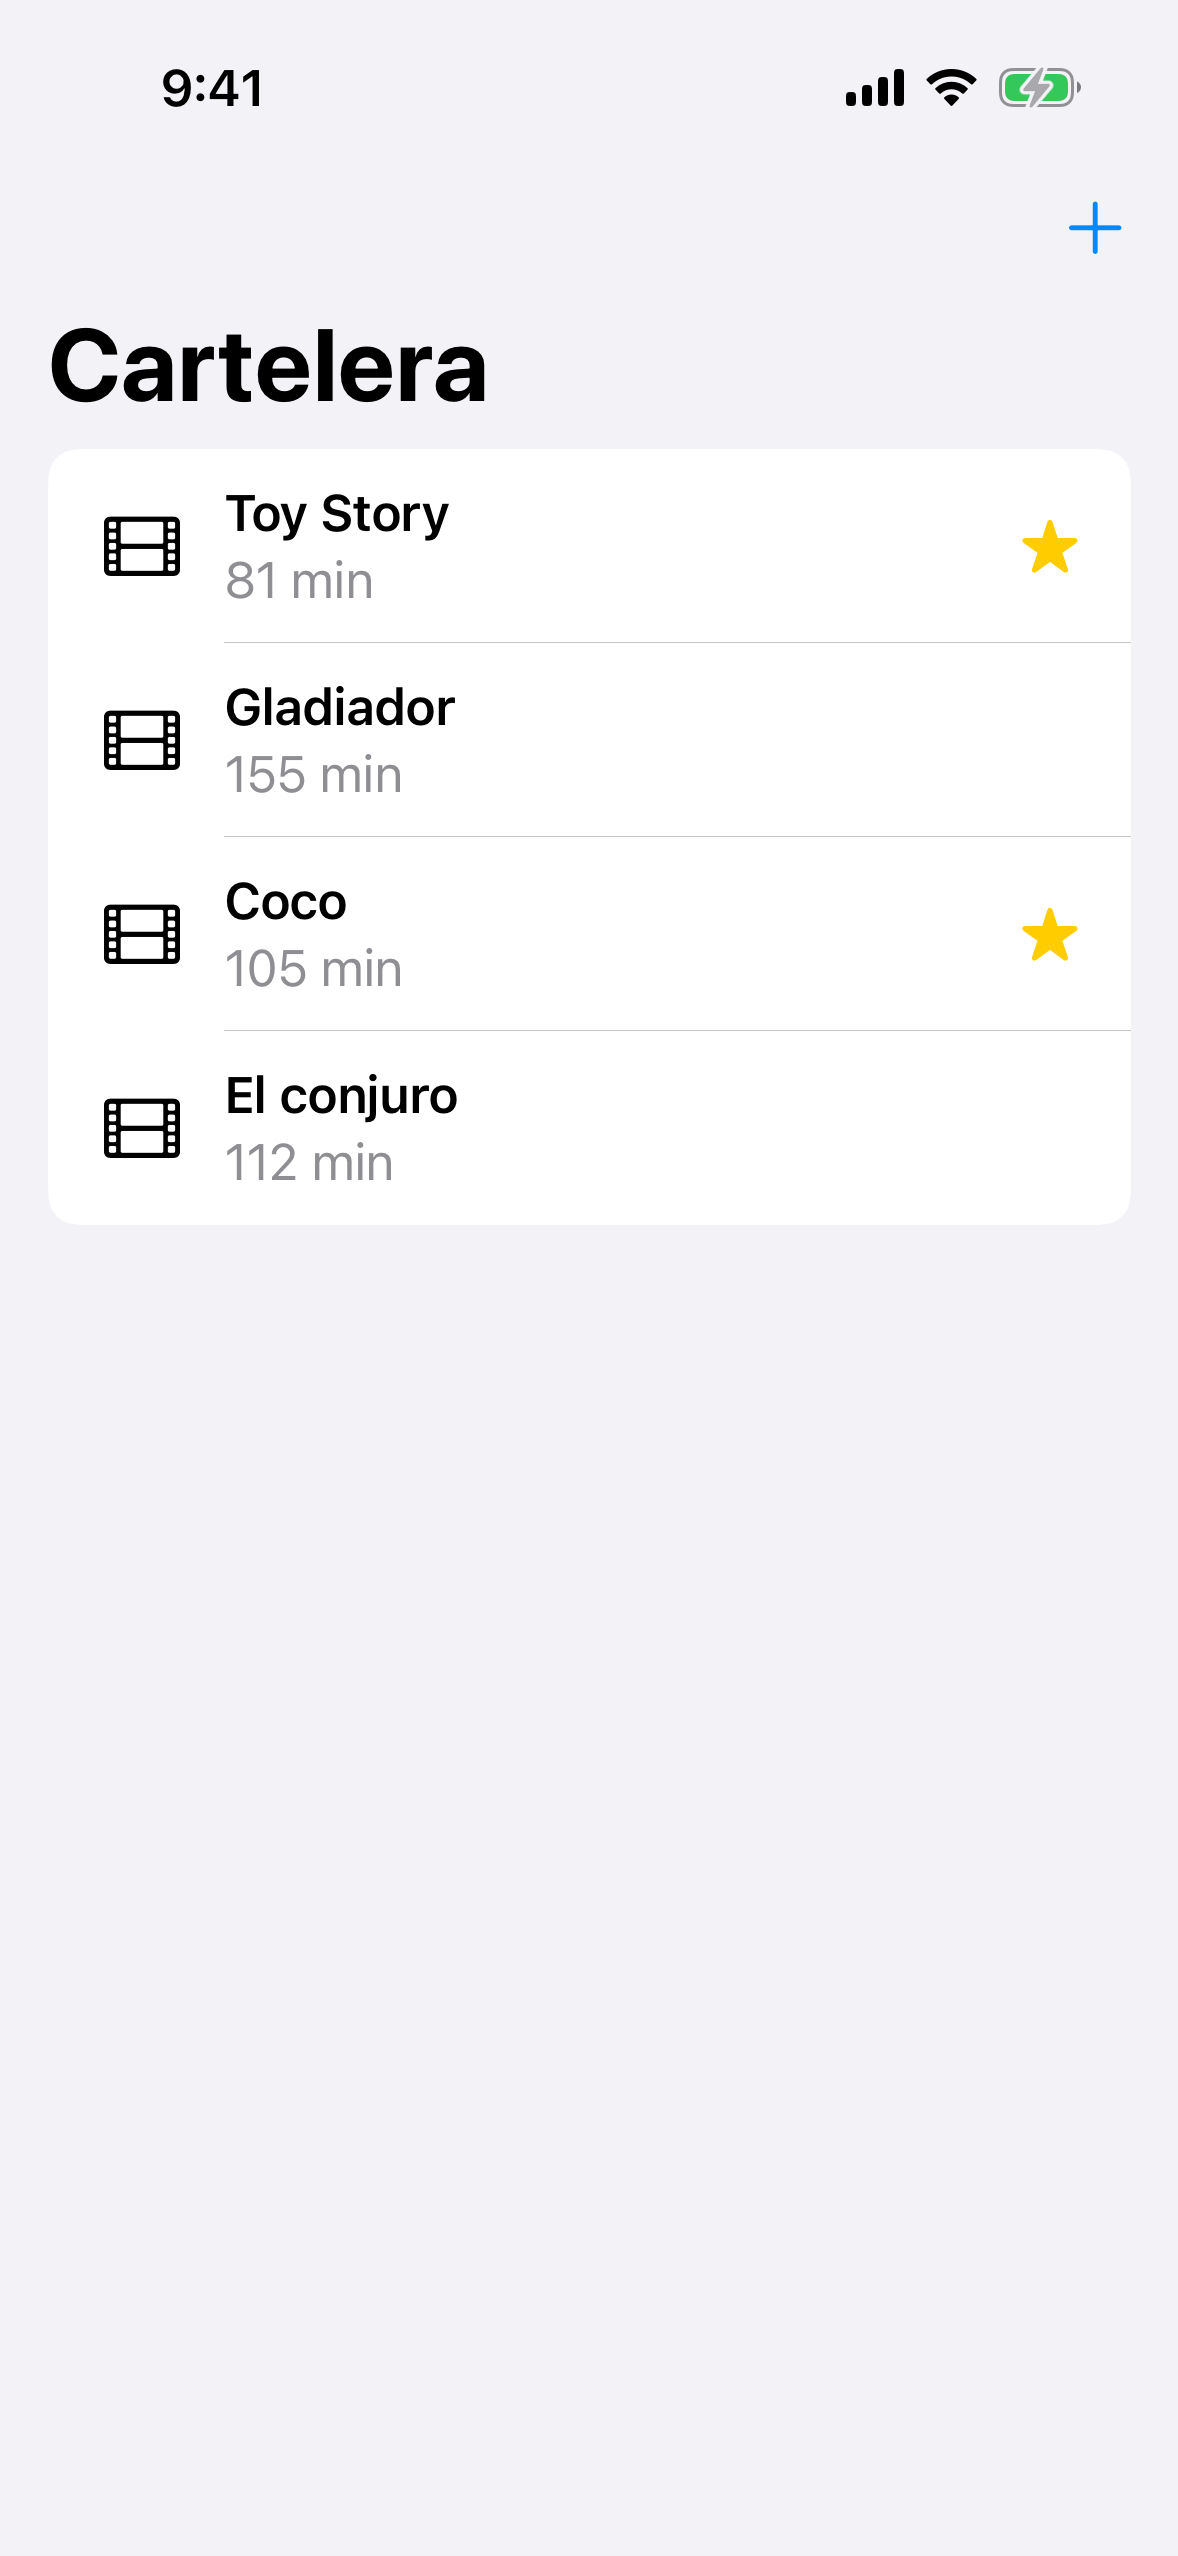 9:41
Cartelera
Toy Story
81 min
Gladiador
155 min
Coco
105 min
El conjuro
112 min